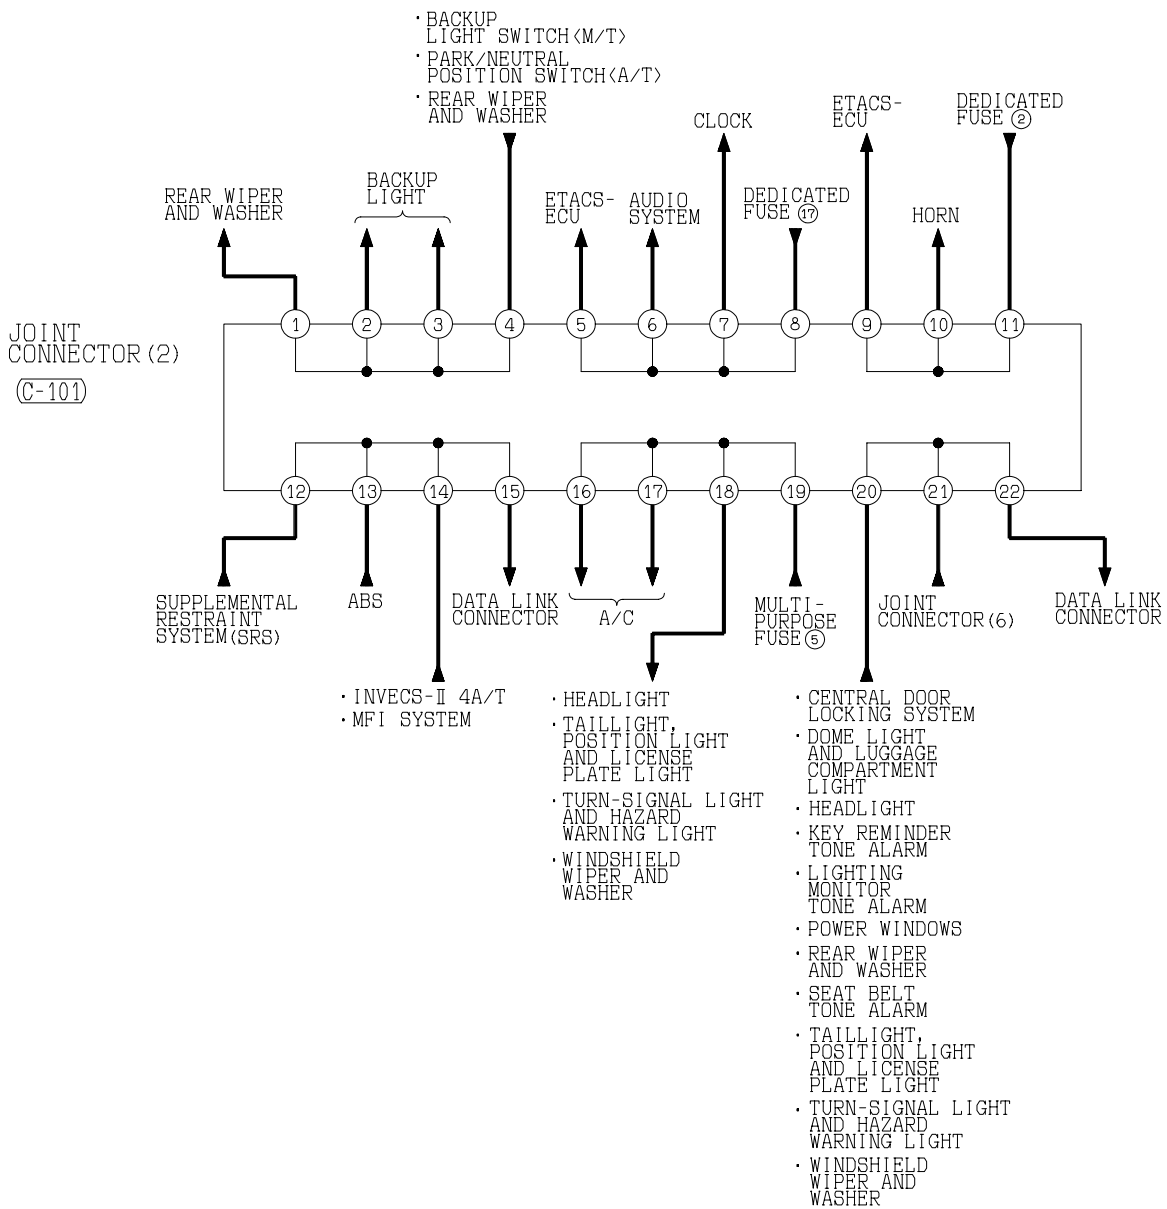 · BACKUP
LIGHT SWITCH<M/T>
· PARK/NEUTRAL
POSITION SWITCH<A/T>
· REAR WIPER
AND WASHER
CLOCK
ETACS-
ECU
DEDICATED
FUSE ②
REAR WIPER
AND WASHER
BACKUP
LIGHT
ETACS-
ECU
AUDIO
SYSTEM
DEDICATED
FUSE ⑰
HORN
1 2 3 4 5 6 7 8 9 10 11
JOINT
CONNECTOR (2)
C-101
12 13 14 15 16 17 18 19 20 21 22
SUPPLEMENTAL
RESTRAINT
SYSTEM (SRS)
ABS
DATA LINK
CONNECTOR
A/C
MULTI-
PURPOSE
FUSE ⑤
JOINT
CONNECTOR (6)
DATA LINK
CONNECTOR
· INVECS-Ⅱ 4A/T
· MFI SYSTEM
· HEADLIGHT
· TAILLIGHT,
POSITION LIGHT
AND LICENSE
PLATE LIGHT
· TURN-SIGNAL LIGHT
AND HAZARD
WARNING LIGHT
· WINDSHIELD
WIPER AND
WASHER
· CENTRAL DOOR
LOCKING SYSTEM
· DOME LIGHT
AND LUGGAGE
COMPARTMENT
LIGHT
· HEADLIGHT
· KEY REMINDER
TONE ALARM
· LIGHTING
MONITOR
TONE ALARM
· POWER WINDOWS
· REAR WIPER
AND WASHER
· SEAT BELT
TONE ALARM
· TAILLIGHT,
POSITION LIGHT
AND LICENSE
PLATE LIGHT
· TURN-SIGNAL LIGHT
AND HAZARD
WARNING LIGHT
· WINDSHIELD
WIPER AND
WASHER